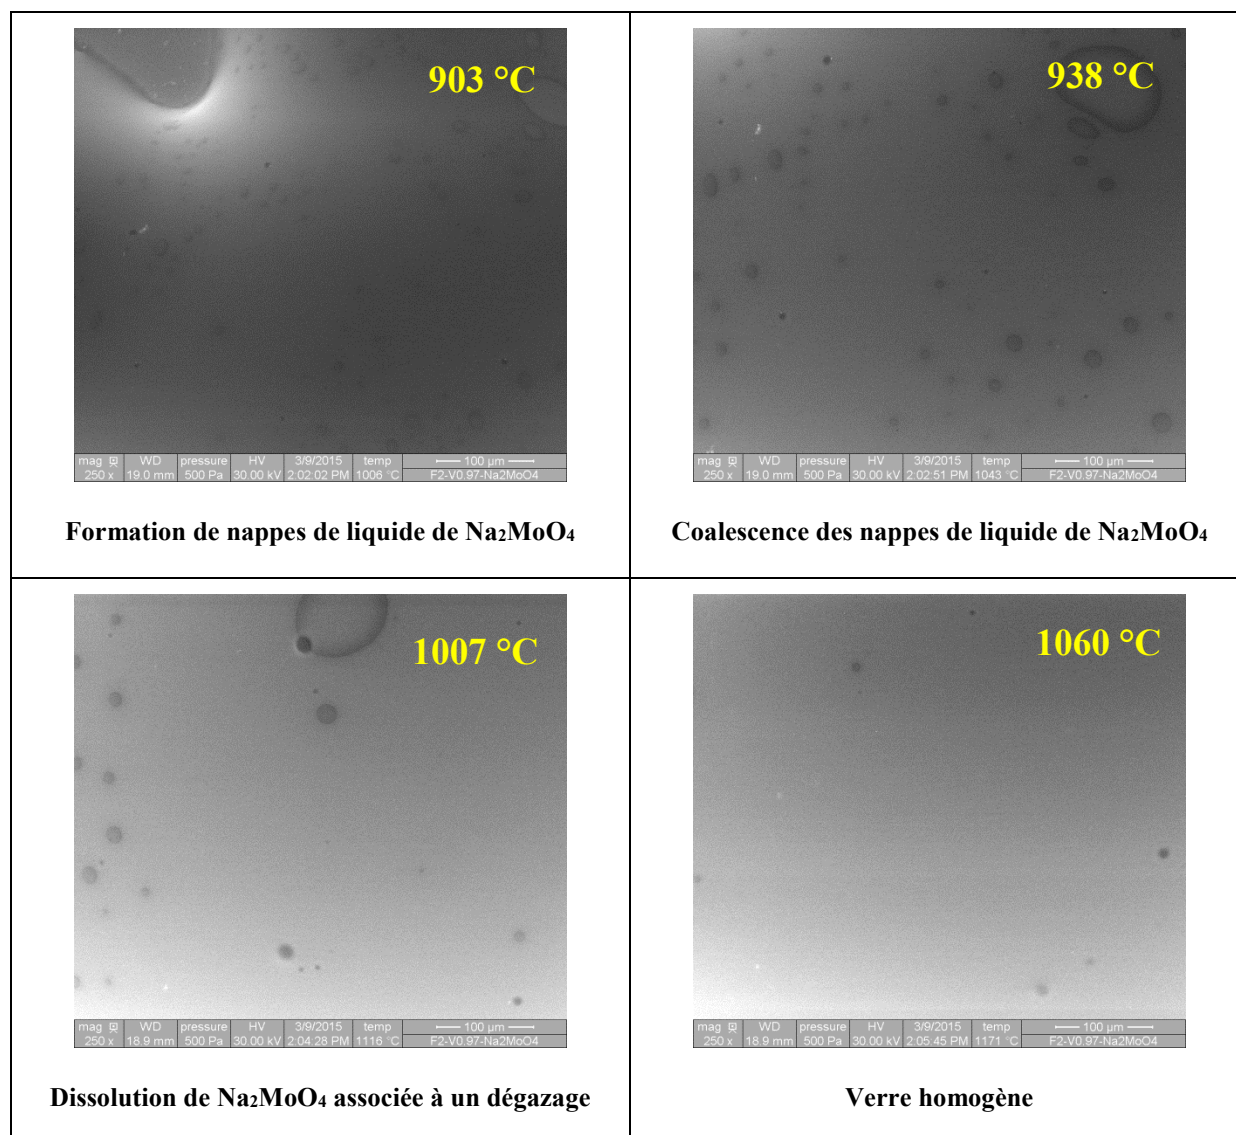 903 °C
mag WD pressure HV 3/9/2015 temp 100 µm
250 x 19.0 mm 500 Pa 30.00 kV 2:02:02 PM 1006 °C F2-V0.97-Na2MoO4
Formation de nappes de liquide de Na₂MoO₄
938 °C
mag WD pressure HV 3/9/2015 temp 100 µm
250 x 19.0 mm 500 Pa 30.00 kV 2:02:51 PM 1043 °C F2-V0.97-Na2MoO4
Coalescence des nappes de liquide de Na₂MoO₄
1007 °C
mag WD pressure HV 3/9/2015 temp 100 µm
250 x 18.9 mm 500 Pa 30.00 kV 2:04:28 PM 1116 °C F2-V0.97-Na2MoO4
Dissolution de Na₂MoO₄ associée à un dégazage
1060 °C
mag WD pressure HV 3/9/2015 temp 100 µm
250 x 18.9 mm 500 Pa 30.00 kV 2:05:45 PM 1171 °C F2-V0.97-Na2MoO4
Verre homogène